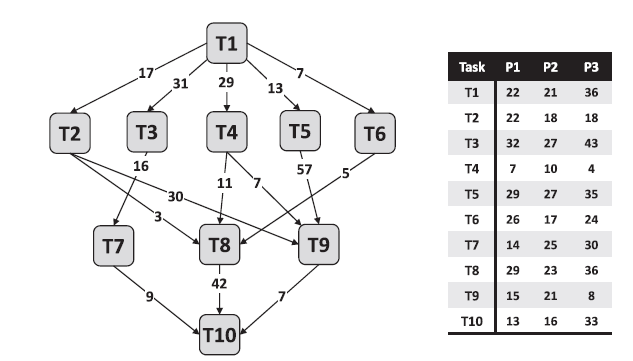 T1
17
31
29
13
7
T2
T3
T4
T5
T6
16
30
3
11
7
57
5
T7
T8
T9
9
42
7
T10
Task P1 P2 P3
T1 22 21 36
T2 22 18 18
T3 32 27 43
T4 7 10 4
T5 29 27 35
T6 26 17 24
T7 14 25 30
T8 29 23 36
T9 15 21 8
T10 13 16 33